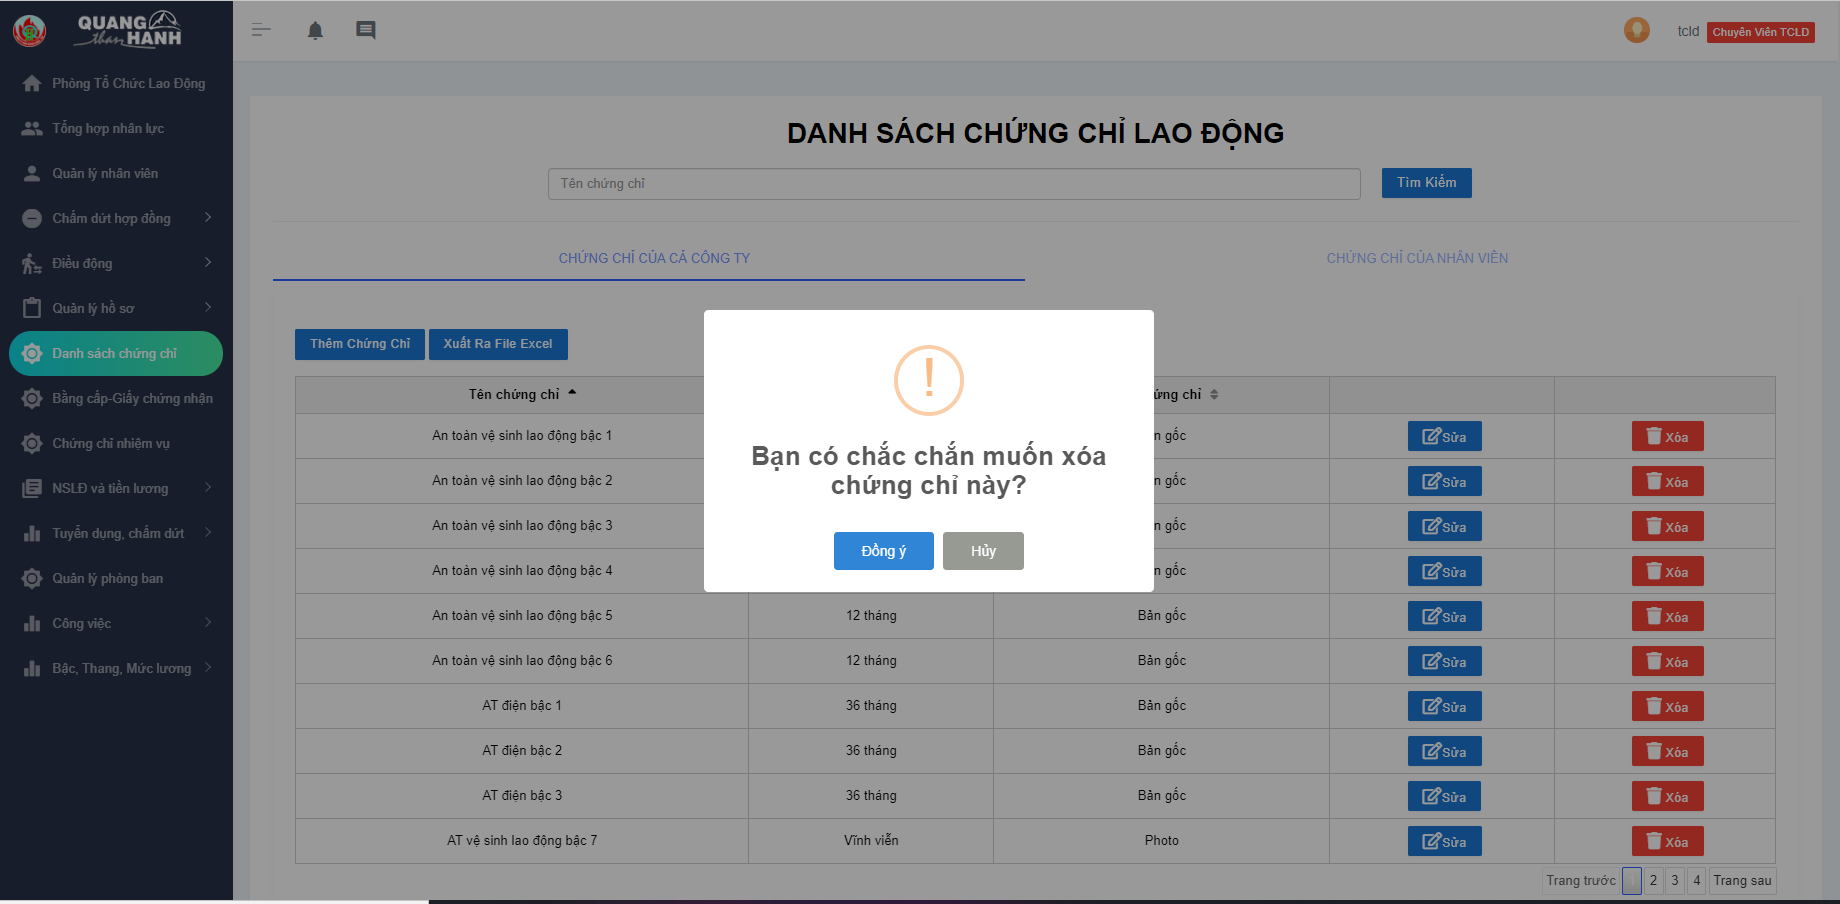 QUANG
than HANH
tcld
Chuyên Viên TCLD
Phòng Tổ Chức Lao Động
Tổng hợp nhân lực
Quản lý nhân viên
Chấm dứt hợp đồng
Điều động
Quản lý hồ sơ
Danh sách chứng chỉ
Bằng cấp-Giấy chứng nhận
Chứng chỉ nhiệm vụ
NSLĐ và tiền lương
Tuyển dụng, chấm dứt
Quản lý phòng ban
Công việc
Bậc, Thang, Mức lương
DANH SÁCH CHỨNG CHỈ LAO ĐỘNG
Tên chứng chỉ
Tìm Kiếm
CHỨNG CHỈ CỦA CẢ CÔNG TY
CHỨNG CHỈ CỦA NHÂN VIÊN
Thêm Chứng Chỉ
Xuất Ra File Excel
Tên chứng chỉ
ứng chỉ
An toàn vệ sinh lao động bậc 1
n gốc
Sửa
Xóa
An toàn vệ sinh lao động bậc 2
n gốc
Sửa
Xóa
An toàn vệ sinh lao động bậc 3
n gốc
Sửa
Xóa
An toàn vệ sinh lao động bậc 4
n gốc
Sửa
Xóa
An toàn vệ sinh lao động bậc 5
12 tháng
Bản gốc
Sửa
Xóa
An toàn vệ sinh lao động bậc 6
12 tháng
Bản gốc
Sửa
Xóa
AT điện bậc 1
36 tháng
Bản gốc
Sửa
Xóa
AT điện bậc 2
36 tháng
Bản gốc
Sửa
Xóa
AT điện bậc 3
36 tháng
Bản gốc
Sửa
Xóa
AT vệ sinh lao động bậc 7
Vĩnh viễn
Photo
Sửa
Xóa
Trang trước
1
2
3
4
Trang sau
!
Bạn có chắc chắn muốn xóa
chứng chỉ này?
Đồng ý
Hủy